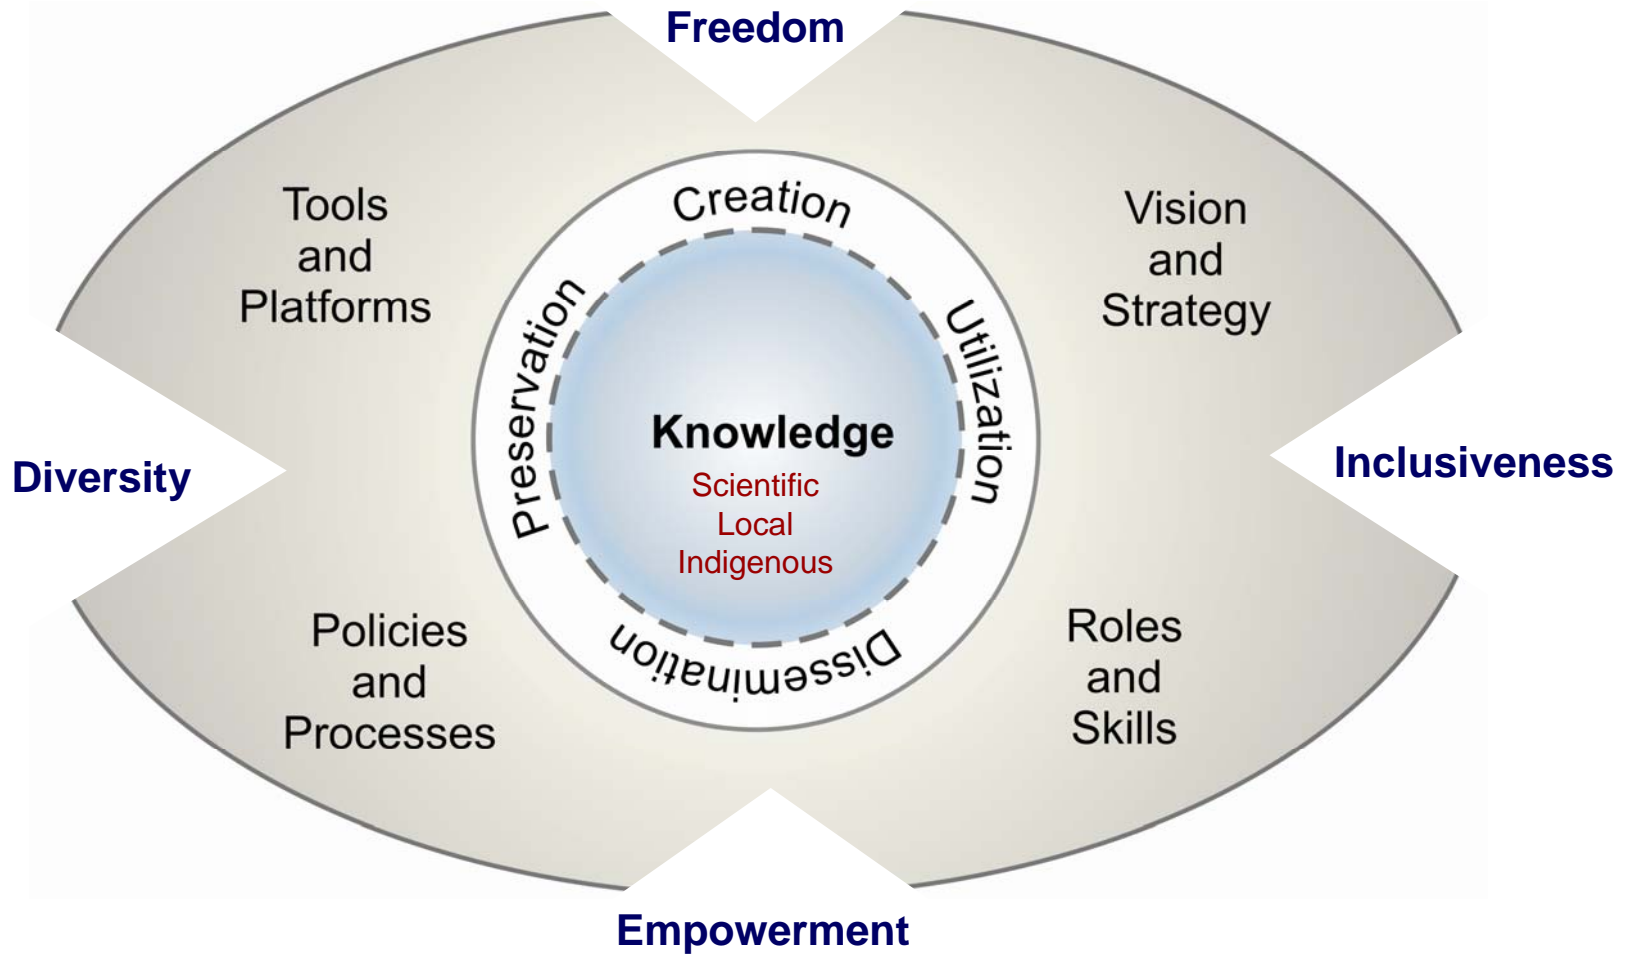 Freedom
Tools
and
Platforms
Creation
Vision
and
Strategy
Preservation
Utilization
Knowledge
Scientific
Local
Indigenous
Diversity
Inclusiveness
Policies
and
Processes
Dissemination
Roles
and
Skills
Empowerment